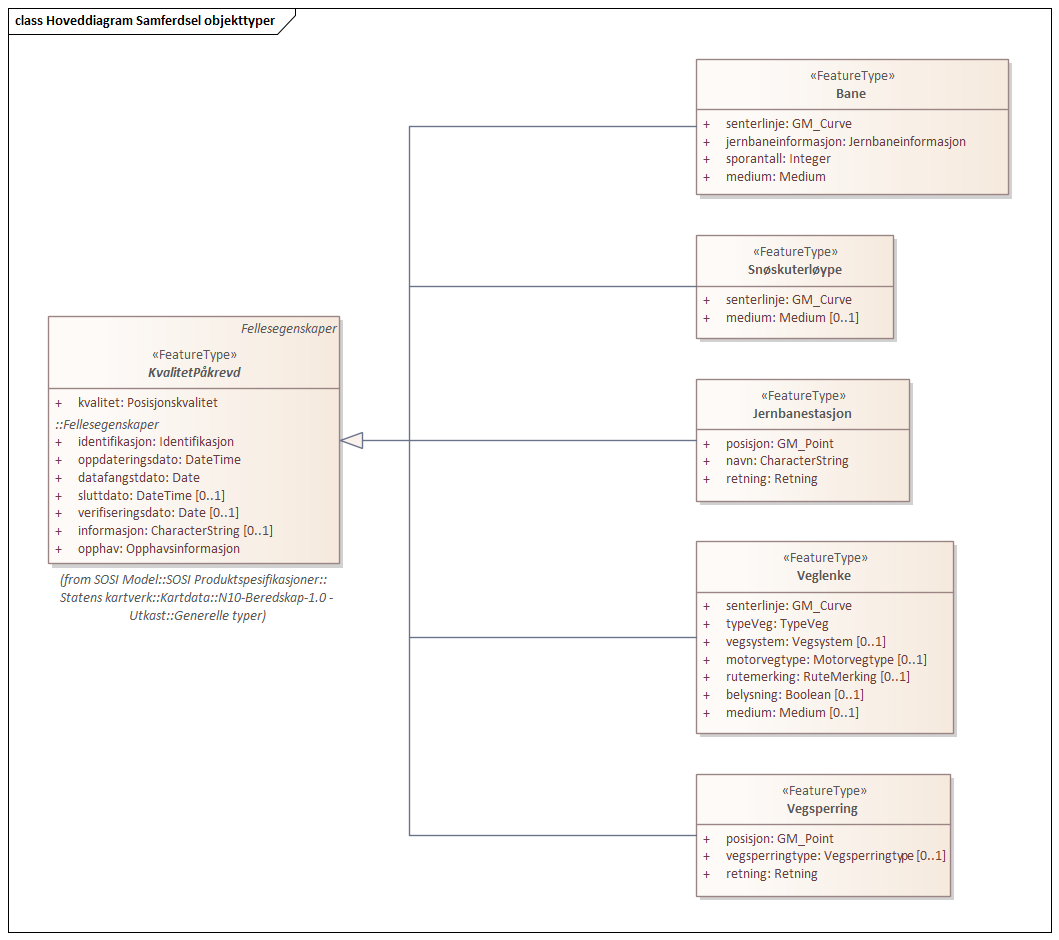 class Hoveddiagram Samferdsel objekttyper
«FeatureType»
Bane
+ senterlinje: GM_Curve
+ jernbaneinformasjon: Jernbaneinformasjon
+ sporantall: Integer
+ medium: Medium
«FeatureType»
Snøskuterløype
+ senterlinje: GM_Curve
+ medium: Medium [0..1]
Fellesegenskaper
«FeatureType»
KvalitetPåkrevd
+ kvalitet: Posisjonskvalitet
::Fellesegenskaper
+ identifikasjon: Identifikasjon
+ oppdateringsdato: DateTime
+ datafangstdato: Date
+ sluttdato: DateTime [0..1]
+ verifiseringsdato: Date [0..1]
+ informasjon: CharacterString [0..1]
+ opphav: Opphavsinformasjon
(from SOSI Model::SOSI Produktspesifikasjoner::
Statens kartverk::Kartdata::N10-Beredskap-1.0 -
Utkast::Generelle typer)
«FeatureType»
Jernbanestasjon
+ posisjon: GM_Point
+ navn: CharacterString
+ retning: Retning
«FeatureType»
Veglenke
+ senterlinje: GM_Curve
+ typeVeg: TypeVeg
+ vegsystem: Vegsystem [0..1]
+ motorvegtype: Motorvegtype [0..1]
+ rutemerking: RuteMerking [0..1]
+ belysning: Boolean [0..1]
+ medium: Medium [0..1]
«FeatureType»
Vegsperring
+ posisjon: GM_Point
+ vegsperringtype: Vegsperringtype [0..1]
+ retning: Retning